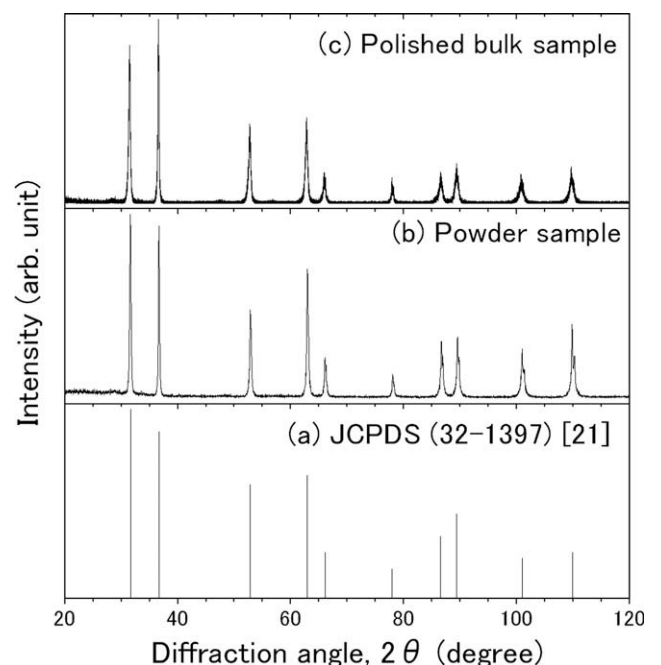 (c) Polished bulk sample
(b) Powder sample
(a) JCPDS (32-1397) [21]
Intensity (arb. unit)
20 40 60 80 100 120
Diffraction angle, 2θ (degree)